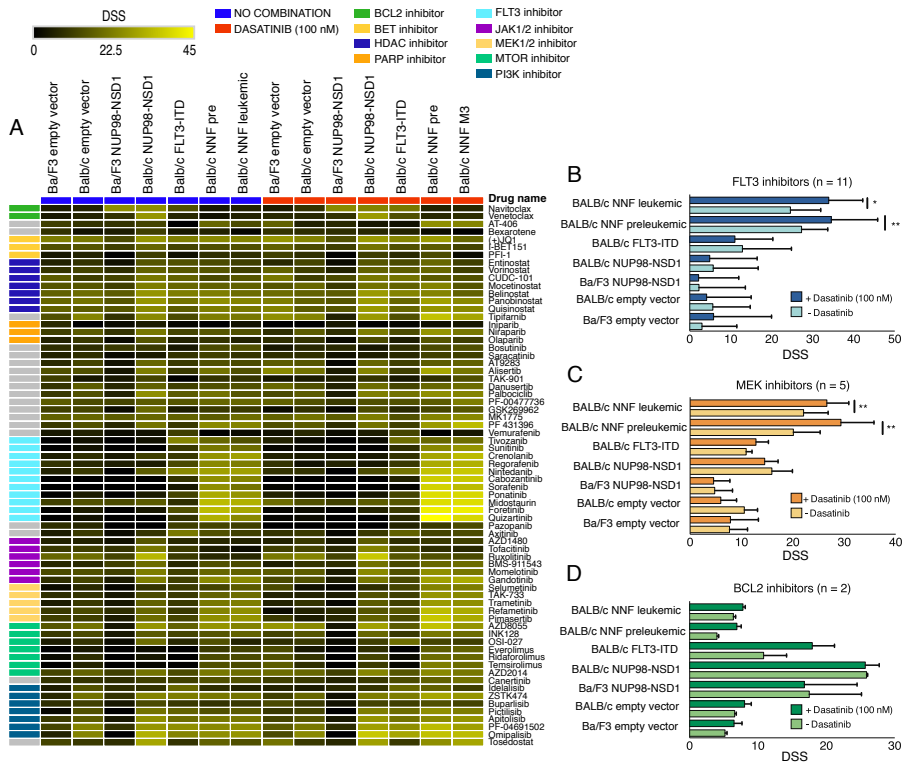 DSS
0 22.5 45
NO COMBINATION
DASATINIB (100 nM)
BCL2 inhibitor
BET inhibitor
HDAC inhibitor
PARP inhibitor
FLT3 inhibitor
JAK1/2 inhibitor
MEK1/2 inhibitor
MTOR inhibitor
PI3K inhibitor
A
Ba/F3 empty vector
Balb/c empty vector
Ba/F3 NUP98-NSD1
Balb/c NUP98-NSD1
Balb/c FLT3-ITD
Balb/c NNF pre
Balb/c NNF leukemic
Ba/F3 empty vector
Balb/c empty vector
Ba/F3 NUP98-NSD1
Balb/c NUP98-NSD1
Balb/c FLT3-ITD
Balb/c NNF pre
Balb/c NNF M3
Drug name
Navitoclax
Venetoclax
AT-406
Bexarotene
(+)JQ1
I-BET151
PFI-1
Entinostat
Vorinostat
CUDC-101
Mocetinostat
Belinostat
Panobinostat
Quisinostat
Tipifarnib
Iniparib
Niraparib
Olaparib
Bosutinib
Saracatinib
AT9283
Alisertib
TAK-901
Danusertib
Palbociclib
PF-00477736
GSK269962
MK1775
PF 431396
Vemurafenib
Tivozanib
Sunitinib
Crenolanib
Regorafenib
Nintedanib
Cabozantinib
Sorafenib
Ponatinib
Midostaurin
Foretinib
Quizartinib
Pazopanib
Axitinib
AZD1480
Tofacitinib
Ruxolitinib
BMS-911543
Momelotinib
Gandotinib
Selumetinib
TAK-733
Trametinib
Refametinib
Pimasertib
AZD8055
INK128
OSI-027
Everolimus
Ridaforolimus
Temsirolimus
AZD2014
Canertinib
Idelalisib
ZSTK474
Buparlisib
Pictilisib
Apitolisib
PF-04691502
Omipalisib
Tosedostat
B
FLT3 inhibitors (n = 11)
BALB/c NNF leukemic
BALB/c NNF preleukemic
BALB/c FLT3-ITD
BALB/c NUP98-NSD1
Ba/F3 NUP98-NSD1
BALB/c empty vector
Ba/F3 empty vector
*
**
+ Dasatinib (100 nM)
- Dasatinib
0 10 20 30 40 50
DSS
C
MEK inhibitors (n = 5)
BALB/c NNF leukemic
BALB/c NNF preleukemic
BALB/c FLT3-ITD
BALB/c NUP98-NSD1
Ba/F3 NUP98-NSD1
BALB/c empty vector
Ba/F3 empty vector
**
**
+ Dasatinib (100 nM)
- Dasatinib
0 10 20 30 40
DSS
D
BCL2 inhibitors (n = 2)
BALB/c NNF leukemic
BALB/c NNF preleukemic
BALB/c FLT3-ITD
BALB/c NUP98-NSD1
Ba/F3 NUP98-NSD1
BALB/c empty vector
Ba/F3 empty vector
+ Dasatinib (100 nM)
- Dasatinib
0 10 20 30
DSS